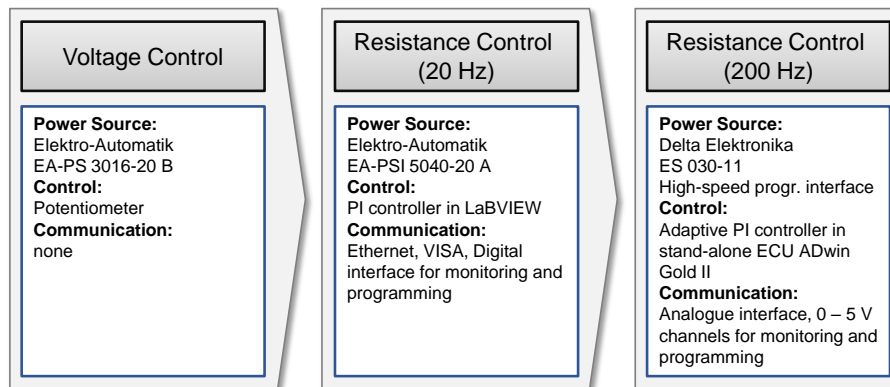 Voltage Control
Power Source:
Elektro-Automatik
EA-PS 3016-20 B
Control:
Potentiometer
Communication:
none
Resistance Control
(20 Hz)
Power Source:
Elektro-Automatik
EA-PSI 5040-20 A
Control:
PI controller in LaBVIEW
Communication:
Ethernet, VISA, Digital
interface for monitoring and
programming
Resistance Control
(200 Hz)
Power Source:
Delta Elektronika
ES 030-11
High-speed progr. interface
Control:
Adaptive PI controller in
stand-alone ECU ADwin
Gold II
Communication:
Analogue interface, 0 – 5 V
channels for monitoring and
programming